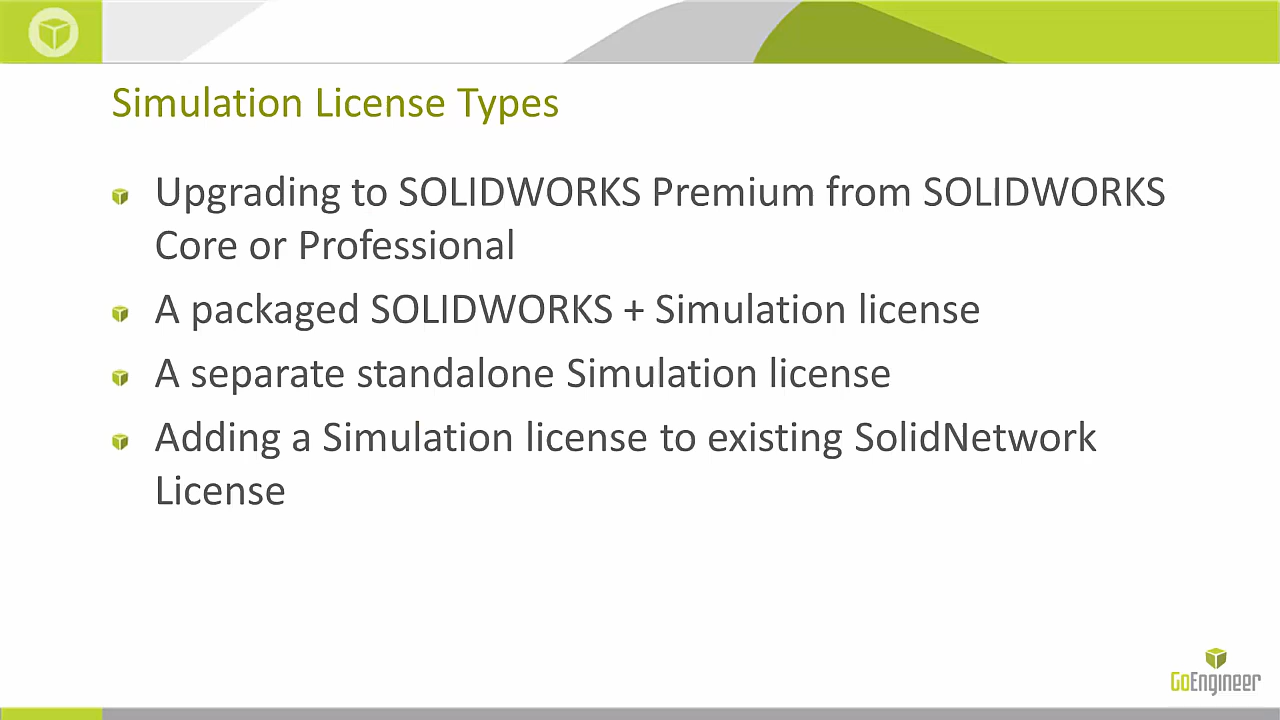 Simulation License Types
Upgrading to SOLIDWORKS Premium from SOLIDWORKS
Core or Professional
A packaged SOLIDWORKS + Simulation license
A separate standalone Simulation license
Adding a Simulation license to existing SolidNetwork
License
GoEngineer